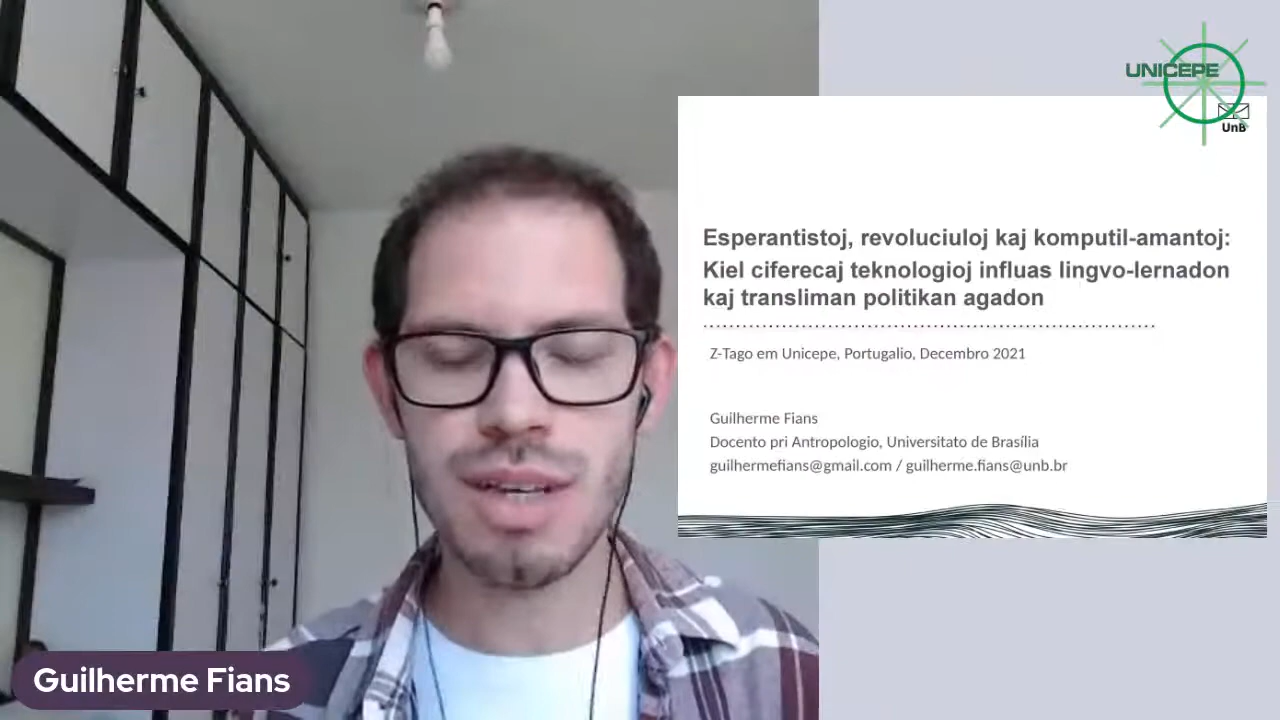 UNICEPE
UnB
Esperantistoj, revoluciuloj kaj komputil-amantoj:
Kiel ciferecaj teknologioj influas lingvo-lernadon
kaj transliman politikan agadon
Z-Tago em Unicepe, Portugalio, Decembro 2021
Guilherme Fians
Docento pri Antropologio, Universitato de Brasília
guilhermefians@gmail.com / guilherme.fians@unb.br
Guilherme Fians